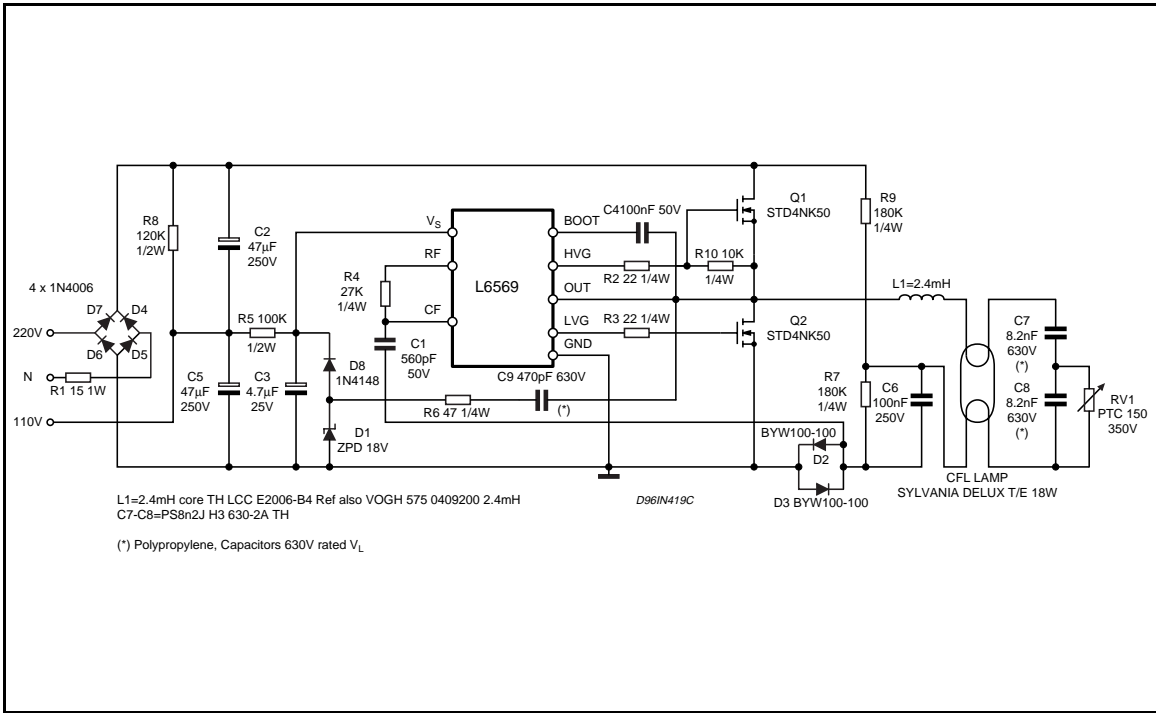 R8
120K
1/2W
C2
47µF
250V
4 x 1N4006
D7
D4
D6
D5
220V
N
R1 15 1W
110V
R5 100K
1/2W
C5
47µF
250V
C3
4.7µF
25V
VS
RF
CF
R4
27K
1/4W
C1
560pF
50V
D8
1N4148
D1
ZPD 18V
L6569
BOOT
HVG
OUT
LVG
GND
C4100nF 50V
R2 22 1/4W
R10 10K
1/4W
R3 22 1/4W
C9 470pF 630V
(*)
R6 47 1/4W
Q1
STD4NK50
Q2
STD4NK50
R9
180K
1/4W
L1=2.4mH
R7
180K
1/4W
C6
100nF
250V
BYW100-100
D2
D3 BYW100-100
C7
8.2nF
630V
(*)
C8
8.2nF
630V
(*)
RV1
PTC 150
350V
CFL LAMP
SYLVANIA DELUX T/E 18W
L1=2.4mH core TH LCC E2006-B4 Ref also VOGH 575 0409200 2.4mH
C7-C8=PS8n2J H3 630-2A TH
D96IN419C
(*) Polypropylene, Capacitors 630V rated VL